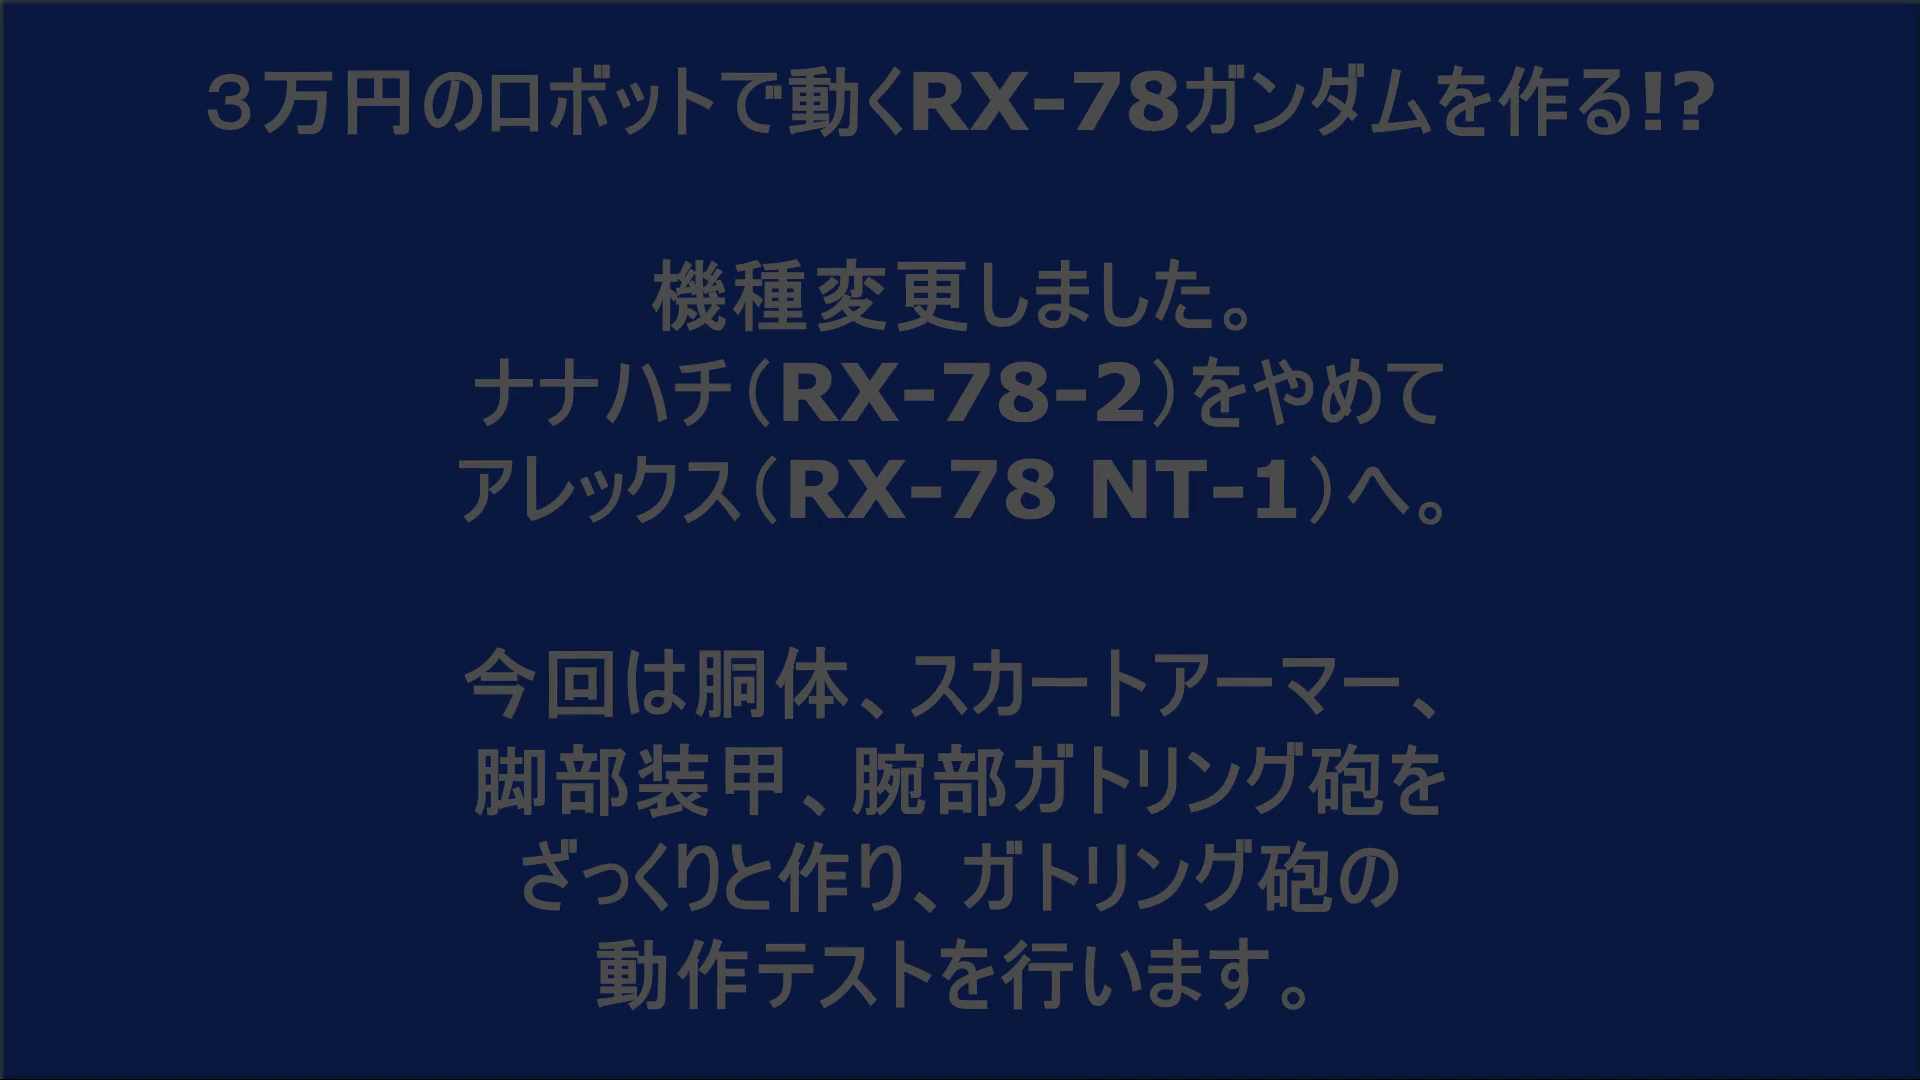 ３万円のロボットで動くRX-78ガンダムを作る!?
機種変更しました。
ナナハチ（RX-78-2）をやめて
アレックス（RX-78 NT-1）へ。
今回は胴体、スカートアーマー、
脚部装甲、腕部ガトリング砲を
ざっくりと作り、ガトリング砲の
動作テストを行います。